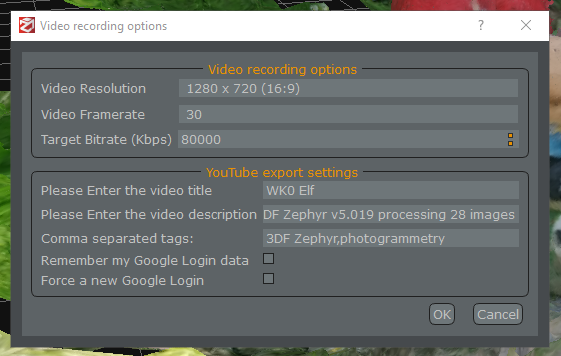 Video recording options
Video recording options
Video Resolution 1280 x 720 (16:9)
Video Framerate 30
Target Bitrate (Kbps) 80000
YouTube export settings
Please Enter the video title WK0 Elf
Please Enter the video description DF Zephyr v5.019 processing 28 images
Comma separated tags: 3DF Zephyr,photogrammetry
Remember my Google Login data
Force a new Google Login
OK Cancel